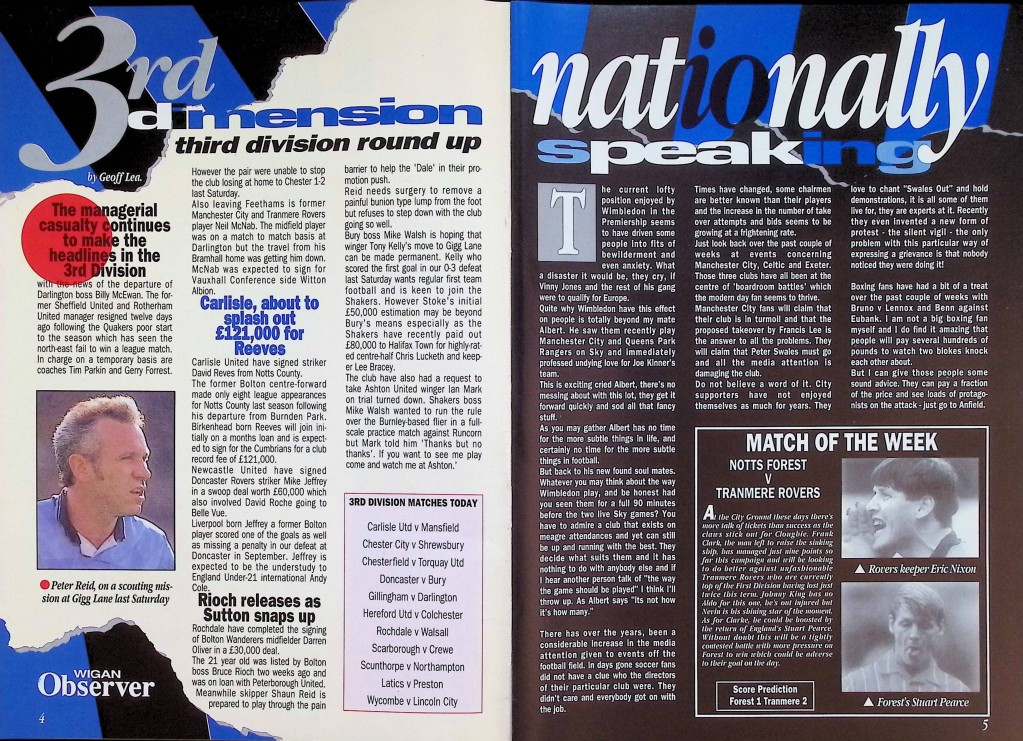 3rd
dimension
third division round up
by Geoff Lea.
The managerial
casualty continues
to make the
headlines in the
3rd Division
with the news of the departure of
Darlington boss Billy McEwan. The for-
mer Sheffield United and Rotherham
United manager resigned twelve days
ago following the Quakers poor start
to the season which has seen the
north-east fail to win a league match.
In charge on a temporary basis are
coaches Tim Parkin and Gerry Forrest.
Peter Reid, on a scouting mis-
sion at Gigg Lane last Saturday
WIGAN
Observer
4
However the pair were unable to stop
the club losing at home to Chester 1-2
last Saturday.
Also leaving Feethams is former
Manchester City and Tranmere Rovers
player Neil McNab. The midfield player
was on a match to match basis at
Darlington but the travel from his
Bramhall home was getting him down.
McNab was expected to sign for
Vauxhall Conference side Witton
Albion.
Carlisle, about to
splash out
£121,000 for
Reeves
Carlisle United have signed striker
David Reves from Notts County.
The former Bolton centre-forward
made only eight league appearances
for Notts County last season following
his departure from Burnden Park.
Birkenhead born Reeves will join ini-
tially on a months loan and is expect-
ed to sign for the Cumbrians for a club
record fee of £121,000.
Newcastle United have signed
Doncaster Rovers striker Mike Jeffrey
in a swoop deal worth £60,000 which
also involved David Roche going to
Belle Vue.
Liverpool born Jeffrey a former Bolton
player scored one of the goals as well
as missing a penalty in our defeat at
Doncaster in September. Jeffrey is
expected to be the understudy to
England Under-21 international Andy
Cole.
Rioch releases as
Sutton snaps up
Rochdale have completed the signing
of Bolton Wanderers midfielder Darren
Oliver in a £30,000 deal.
The 21 year old was listed by Bolton
boss Bruce Rioch two weeks ago and
was on loan with Peterborough United.
Meanwhile skipper Shaun Reid is
prepared to play through the pain
barrier to help the 'Dale' in their pro-
motion push.
Reid needs surgery to remove a
painful bunion type lump from the foot
but refuses to step down with the club
going so well.
Bury boss Mike Walsh is hoping that
winger Tony Kelly's move to Gigg Lane
can be made permanent. Kelly who
scored the first goal in our 0-3 defeat
last Saturday wants regular first team
football and is keen to join the
Shakers. However Stoke's initial
£50,000 estimation may be beyond
Bury's means especially as the
Shakers have recently paid out
£80,000 to Halifax Town for highly-rat-
ed centre-half Chris Lucketh and keep-
er Lee Bracey.
The club have also had a request to
take Ashton United winger Ian Mark
on trial turned down. Shakers boss
Mike Walsh wanted to run the rule
over the Burnley-based flier in a full-
scale practice match against Runcorn
but Mark told him 'Thanks but no
thanks'. If you want to see me play
come and watch me at Ashton.'
3RD DIVISION MATCHES TODAY
Carlisle Utd v Mansfield
Chester City v Shrewsbury
Chesterfield v Torquay Utd
Doncaster v Bury
Gillingham v Darlington
Hereford Utd v Colchester
Rochdale v Walsall
Scarborough v Crewe
Scunthorpe v Northampton
Latics v Preston
Wycombe v Lincoln City
nationally
speaking
The current lofty
position enjoyed by
Wimbledon in the
Premiership seems
to have driven some
people into fits of
bewilderment and
even anxiety. What
a disaster it would be, they cry, if
Vinny Jones and the rest of his gang
were to qualify for Europe.
Quite why Wimbledon have this effect
on people is totally beyond my mate
Albert. He saw them recently play
Manchester City and Queens Park
Rangers on Sky and immediately
professed undying love for Joe Kinner's
team.
This is exciting cried Albert, there's no
messing about with this lot, they get it
forward quickly and sod all that fancy
stuff.
As you may gather Albert has no time
for the more subtle things in life, and
certainly no time for the more subtle
things in football.
But back to his new found soul mates.
Whatever you may think about the way
Wimbledon play, and be honest had
you seen them for a full 90 minutes
before the two live Sky games? You
have to admire a club that exists on
meagre attendances and yet can still
be up and running with the best. They
decide what suits them and it has
nothing to do with anybody else and if
I hear another person talk of "the way
the game should be played" I think I'll
throw up. As Albert says "Its not how
it's how many."
There has over the years, been a
considerable increase in the media
attention given to events off the
football field. In days gone soccer fans
did not have a clue who the directors
of their particular club were. They
didn't care and everybody got on with
the job.
Times have changed, some chairmen
are better known than their players
and the increase in the number of take
over attempts and bids seems to be
growing at a frightening rate.
Just look back over the past couple of
weeks at events concerning
Manchester City, Celtic and Exeter.
Those three clubs have all been at the
centre of 'boardroom battles' which
the modern day fan seems to thrive.
Manchester City fans will claim that
their club is in turmoil and that the
proposed takeover by Francis Lee is
the answer to all the problems. They
will claim that Peter Swales must go
and all the media attention is
damaging the club.
Do not believe a word of it. City
supporters have not enjoyed
themselves as much for years. They
love to chant "Swales Out" and hold
demonstrations, it is all some of them
live for, they are experts at it. Recently
they even invented a new form of
protest - the silent vigil - the only
problem with this particular way of
expressing a grievance is that nobody
noticed they were doing it!
Boxing fans have had a bit of a treat
over the past couple of weeks with
Bruno v Lennox and Benn against
Eubank. I am not a big boxing fan
myself and I do find it amazing that
people will pay several hundreds of
pounds to watch two blokes knock
each other about.
But I can give those people some
sound advice. They can pay a fraction
of the price and see loads of protago-
nists on the attack - just go to Anfield.
MATCH OF THE WEEK
NOTTS FOREST
V
TRANMERE ROVERS
At the City Ground these days there's
more talk of tickets than success as the
claws stick out for Cloughie. Frank
Clark, the man left to raise the sinking
ship, has managed just nine points so
far this campaign and will be looking
to do better against unfashionable
Tranmere Rovers who are currently
top of the First Division having lost just
twice this term. Johnny King has no
Aldo for this one, he's out injured but
Nevin is his shining star of the moment.
As for Clarke, he could be boosted by
the return of England's Stuart Pearce.
Without doubt this will be a tightly
contested battle with more pressure on
Forest to win which could be adverse
to their goal on the day.
Score Prediction
Forest 1 Tranmere 2
Rovers keeper Eric Nixon
Forest's Stuart Pearce
5